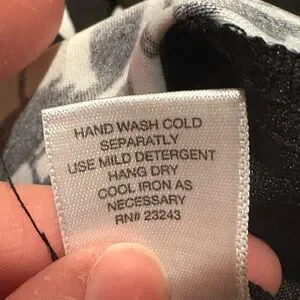 HAND WASH COLD
SEPARATLY
USE MILD DETERGENT
HANG DRY
COOL IRON AS
NECESSARY
RN# 23243